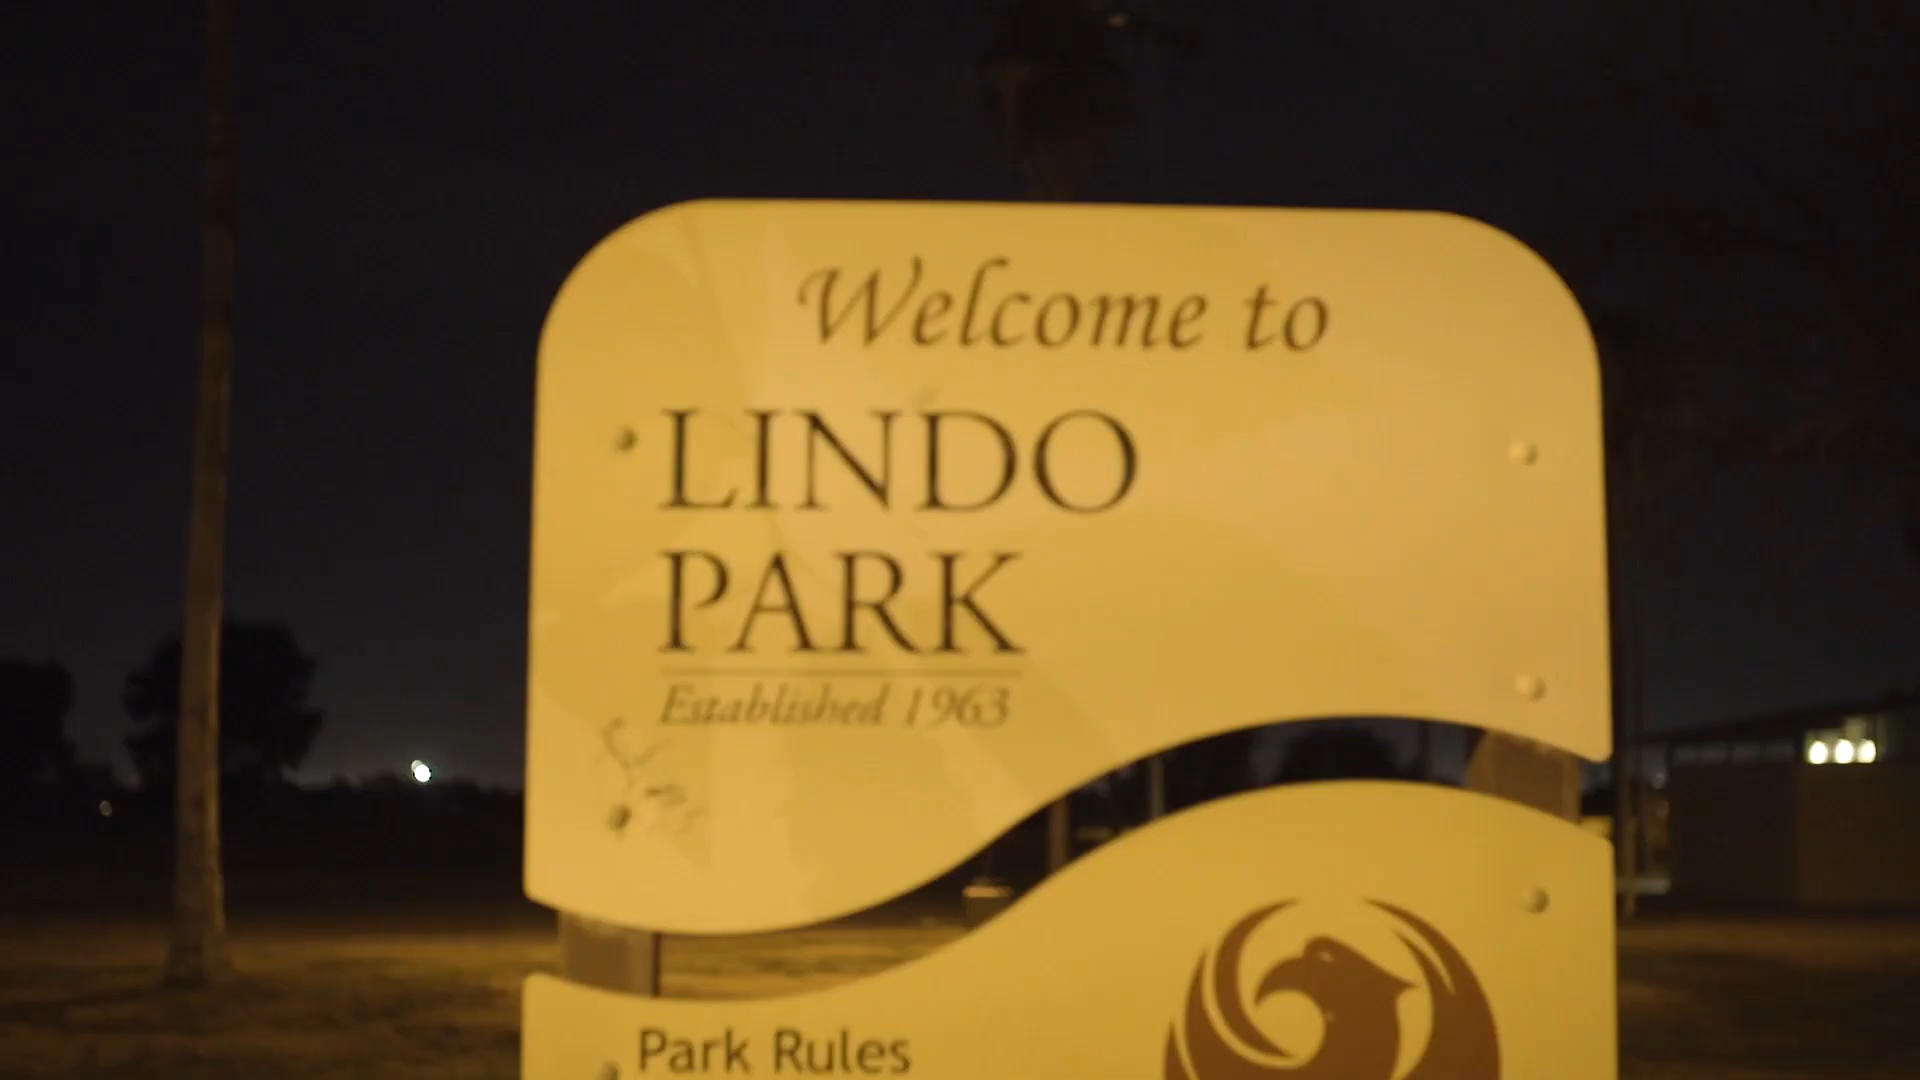 Welcome to
LINDO
PARK
Established 1963
Park Rules